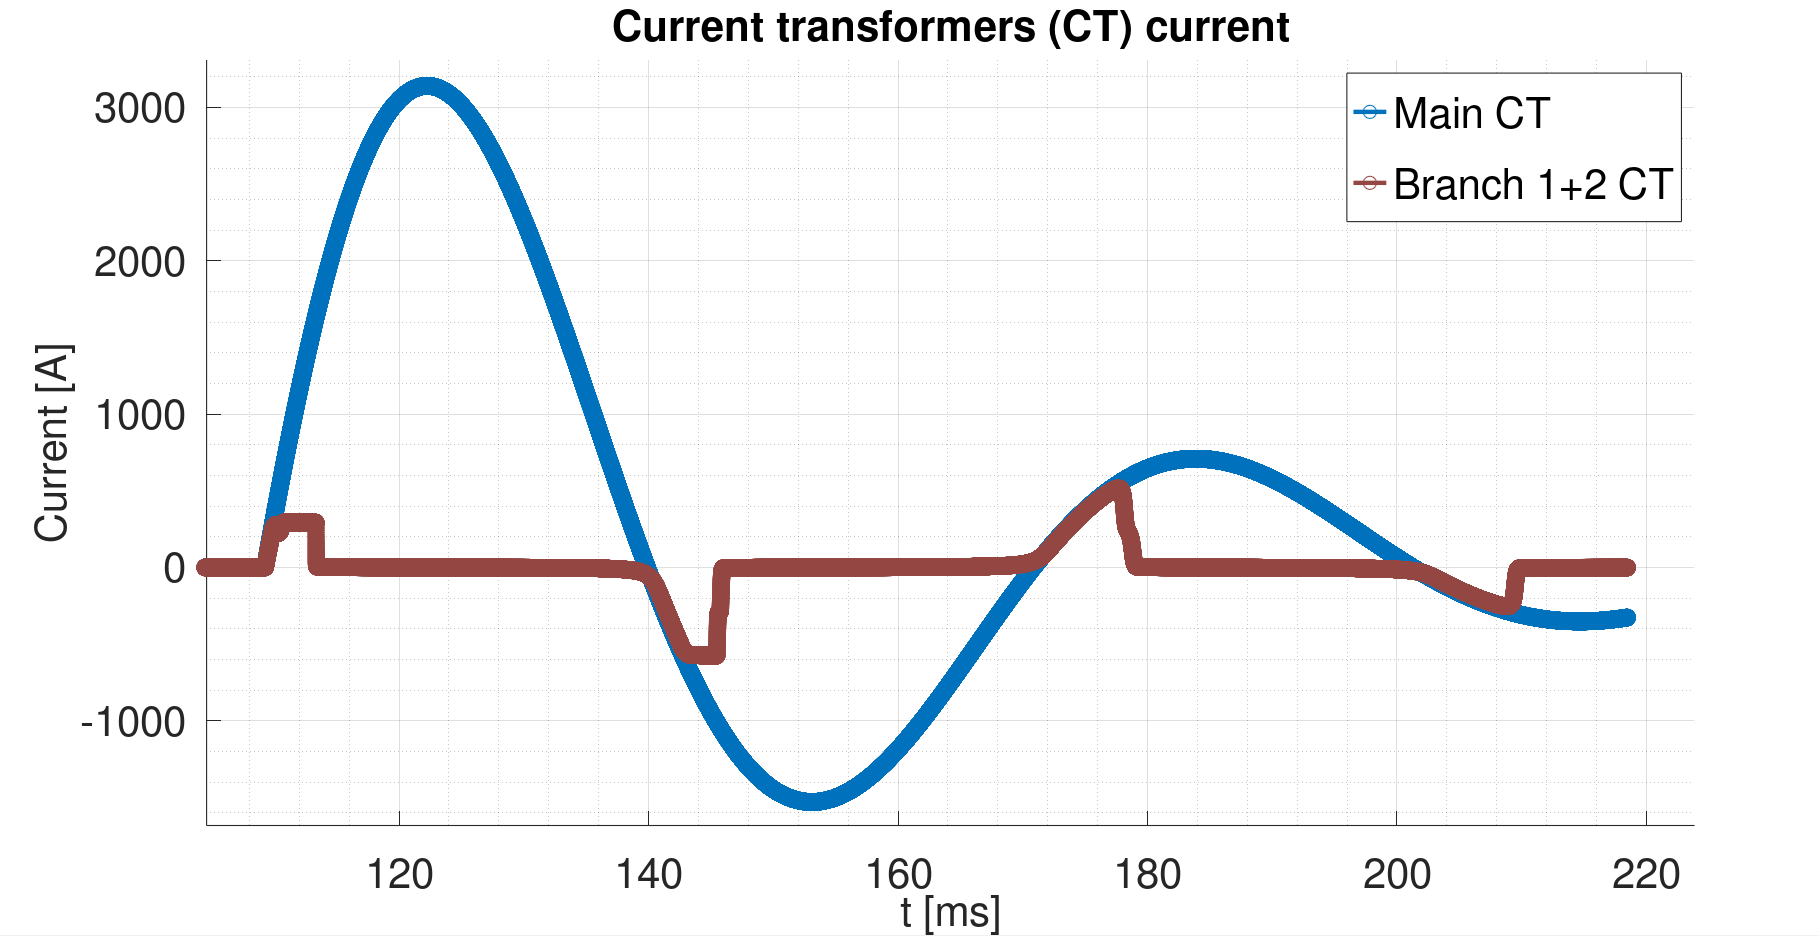 Current transformers (CT) current
Main CT
Branch 1+2 CT
Current [A]
3000
2000
1000
0
-1000
120 140 160 180 200 220
t [ms]